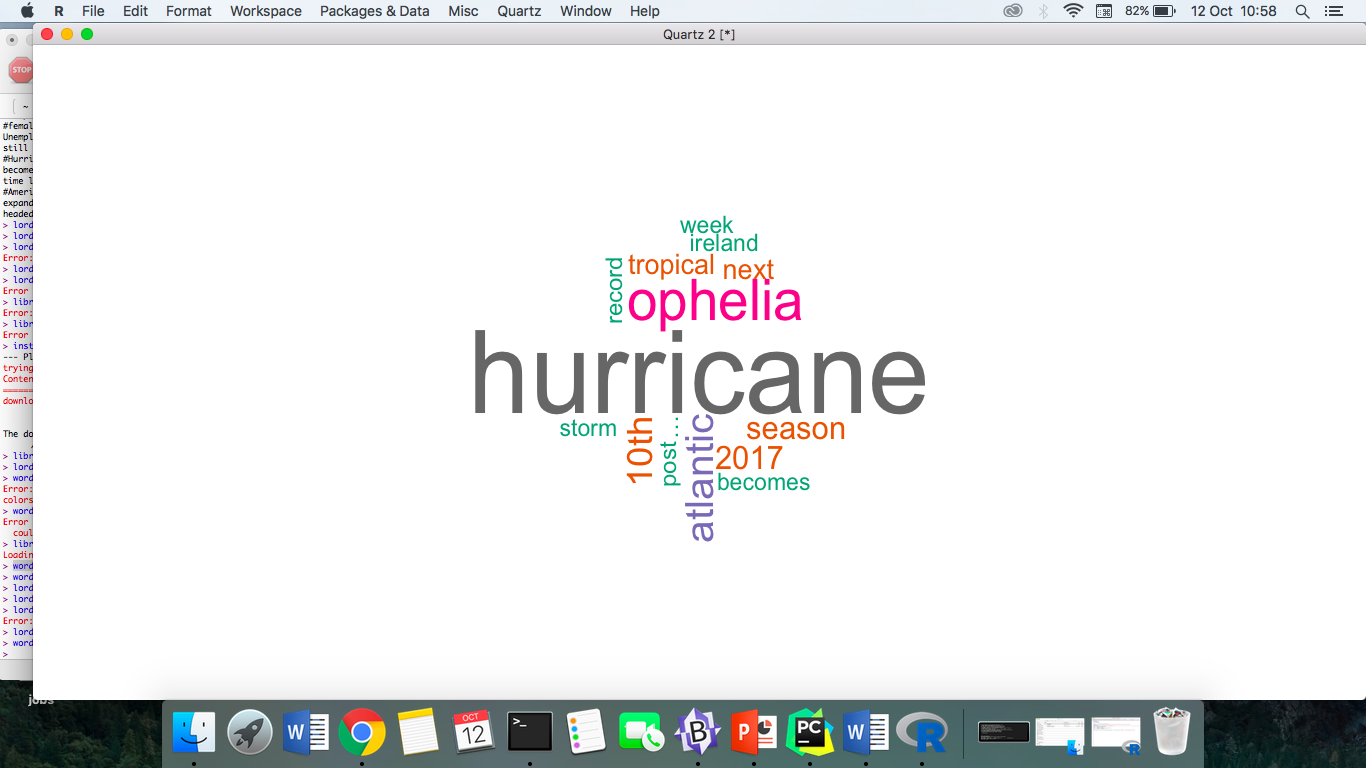 R File Edit Format Workspace Packages & Data Misc Quartz Window Help 82% 12 Oct 10:58
Quartz 2 [*]
STOP
~
#femal
Unempl
still
#Hurri
become
time l
#Ameri
expand
headed
> lord
> lord
> lord
Error:
> lord
> lord
Error
> libr
Error:
> libr
Error
> inst
--- Pl
trying
Conten
======
downlo
The do
> libr
> lord
> word
Error:
colors
> word
Error
coul
> libr
Loadin
> word
> word
> lord
> lord
> lord
Error:
> lord
> word
>
week
ireland
tropical next
record
ophelia
hurricane
storm
10th
post…
atlantic
season
2017
becomes
jobs
W
OCT
12
>_
B
P
PC
W
R